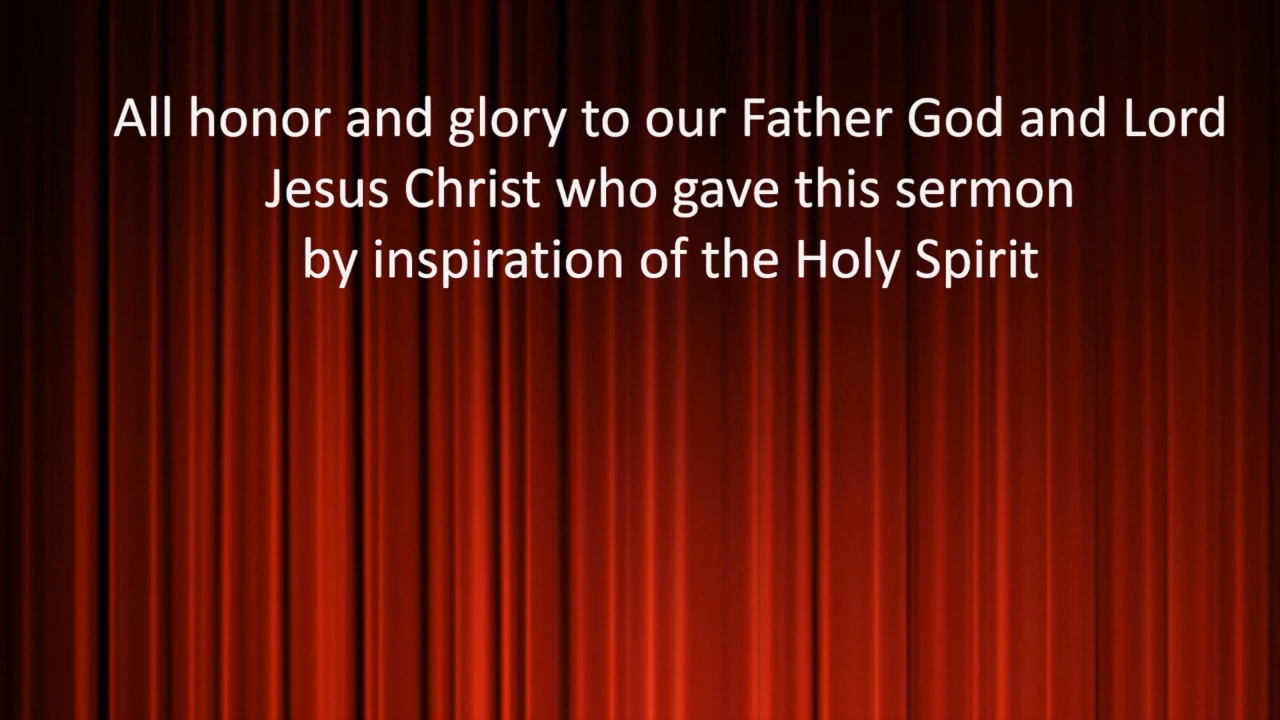 All honor and glory to our Father God and Lord
Jesus Christ who gave this sermon
by inspiration of the Holy Spirit